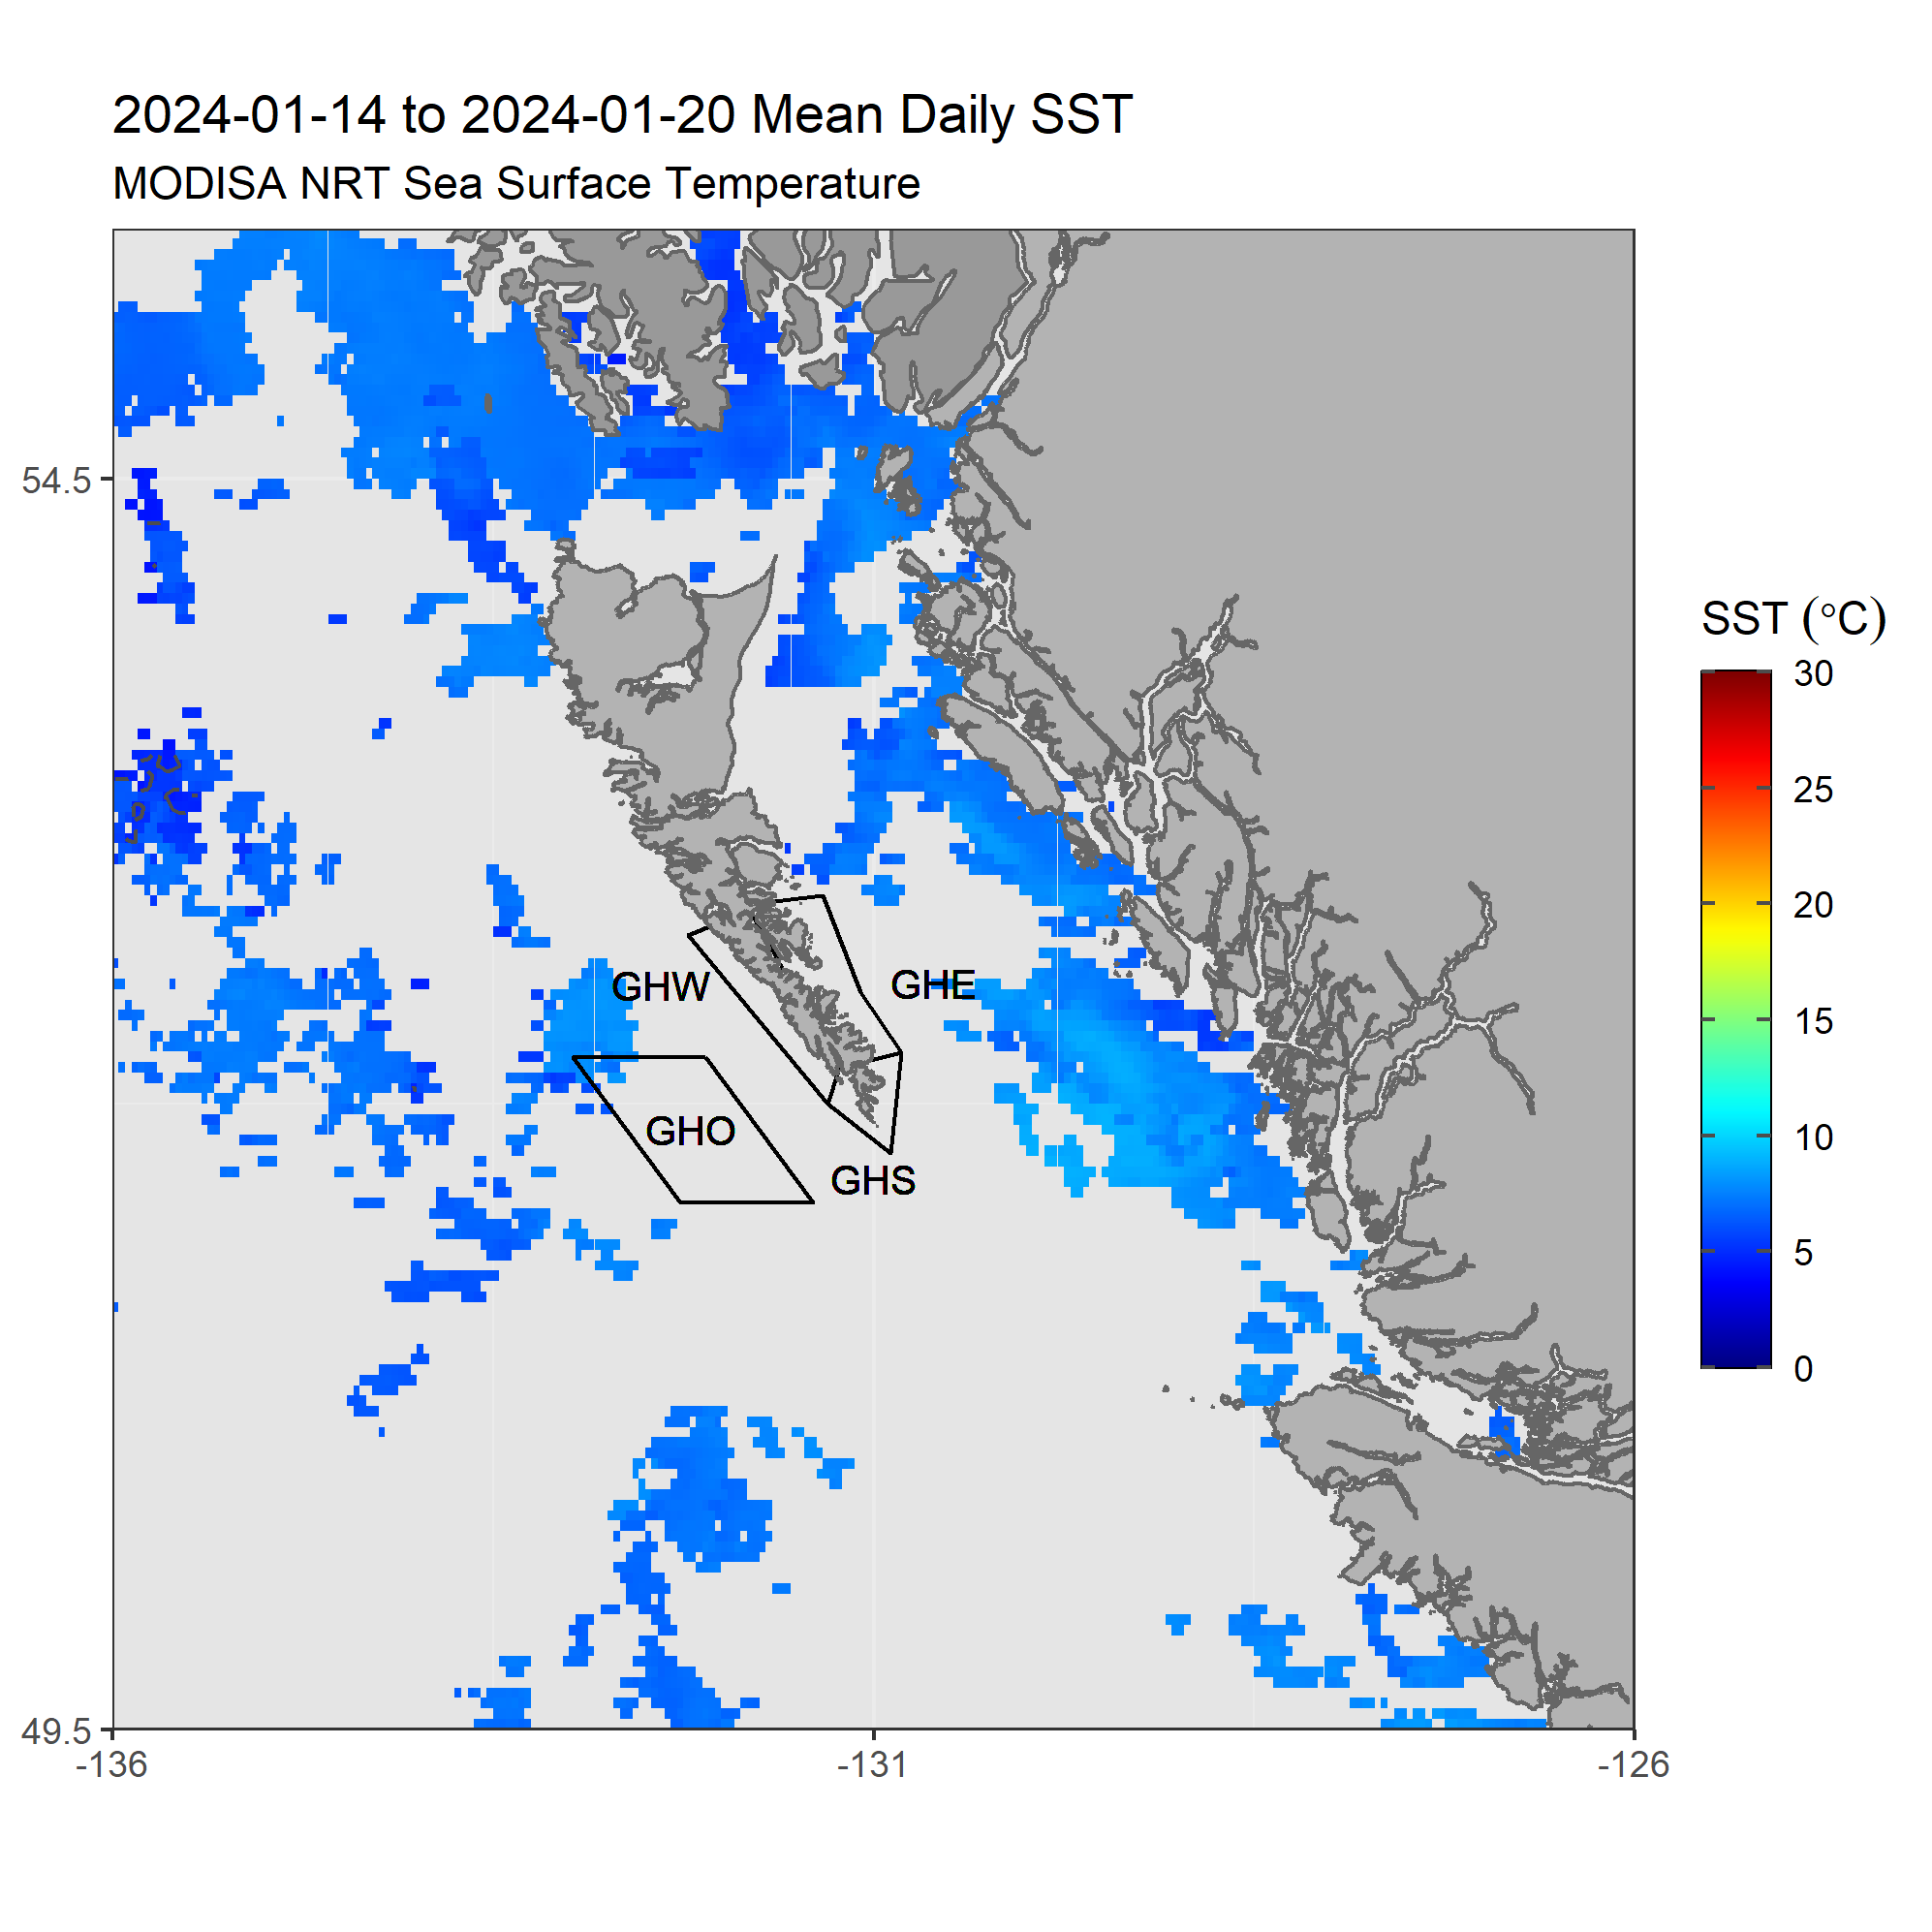 2024-01-14 to 2024-01-20 Mean Daily SST
MODISA NRT Sea Surface Temperature
54.5
49.5
-136
-131
-126
GHW
GHE
GHO
GHS
SST (°C)
30
25
20
15
10
5
0